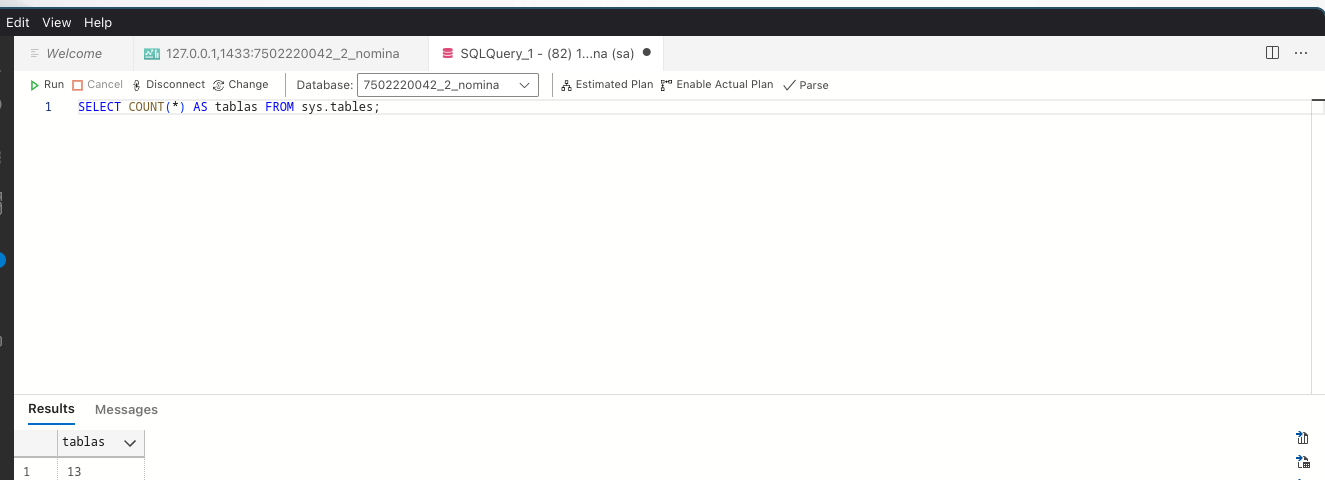 Edit View Help
Welcome 127.0.0.1,1433:7502220042_2_nomina SQLQuery_1 - (82) 1...na (sa)
Run Cancel Disconnect Change Database: 7502220042_2_nomina Estimated Plan Enable Actual Plan Parse
1 SELECT COUNT(*) AS tablas FROM sys.tables;
Results Messages
tablas
1 13